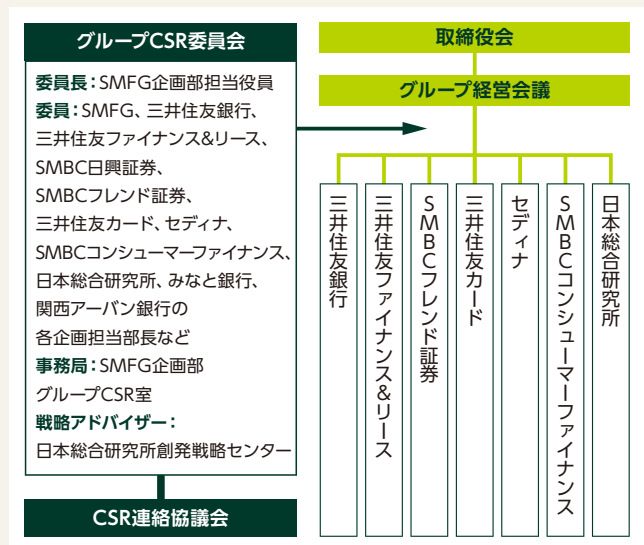 グループCSR委員会
委員長：SMFG企画部担当役員
委員：SMFG、三井住友銀行、
三井住友ファイナンス&リース、
SMBC日興証券、
SMBCフレンド証券、
三井住友カード、セディナ、
SMBCコンシューマーファイナンス、
日本総合研究所、みなと銀行、
関西アーバン銀行の
各企画担当部長など
事務局：SMFG企画部
グループCSR室
戦略アドバイザー：
日本総合研究所創発戦略センター
CSR連絡協議会
取締役会
グループ経営会議
三井住友銀行
三井住友ファイナンス&リース
SMBCフレンド証券
三井住友カード
セディナ
SMBCコンシューマーファイナンス
日本総合研究所